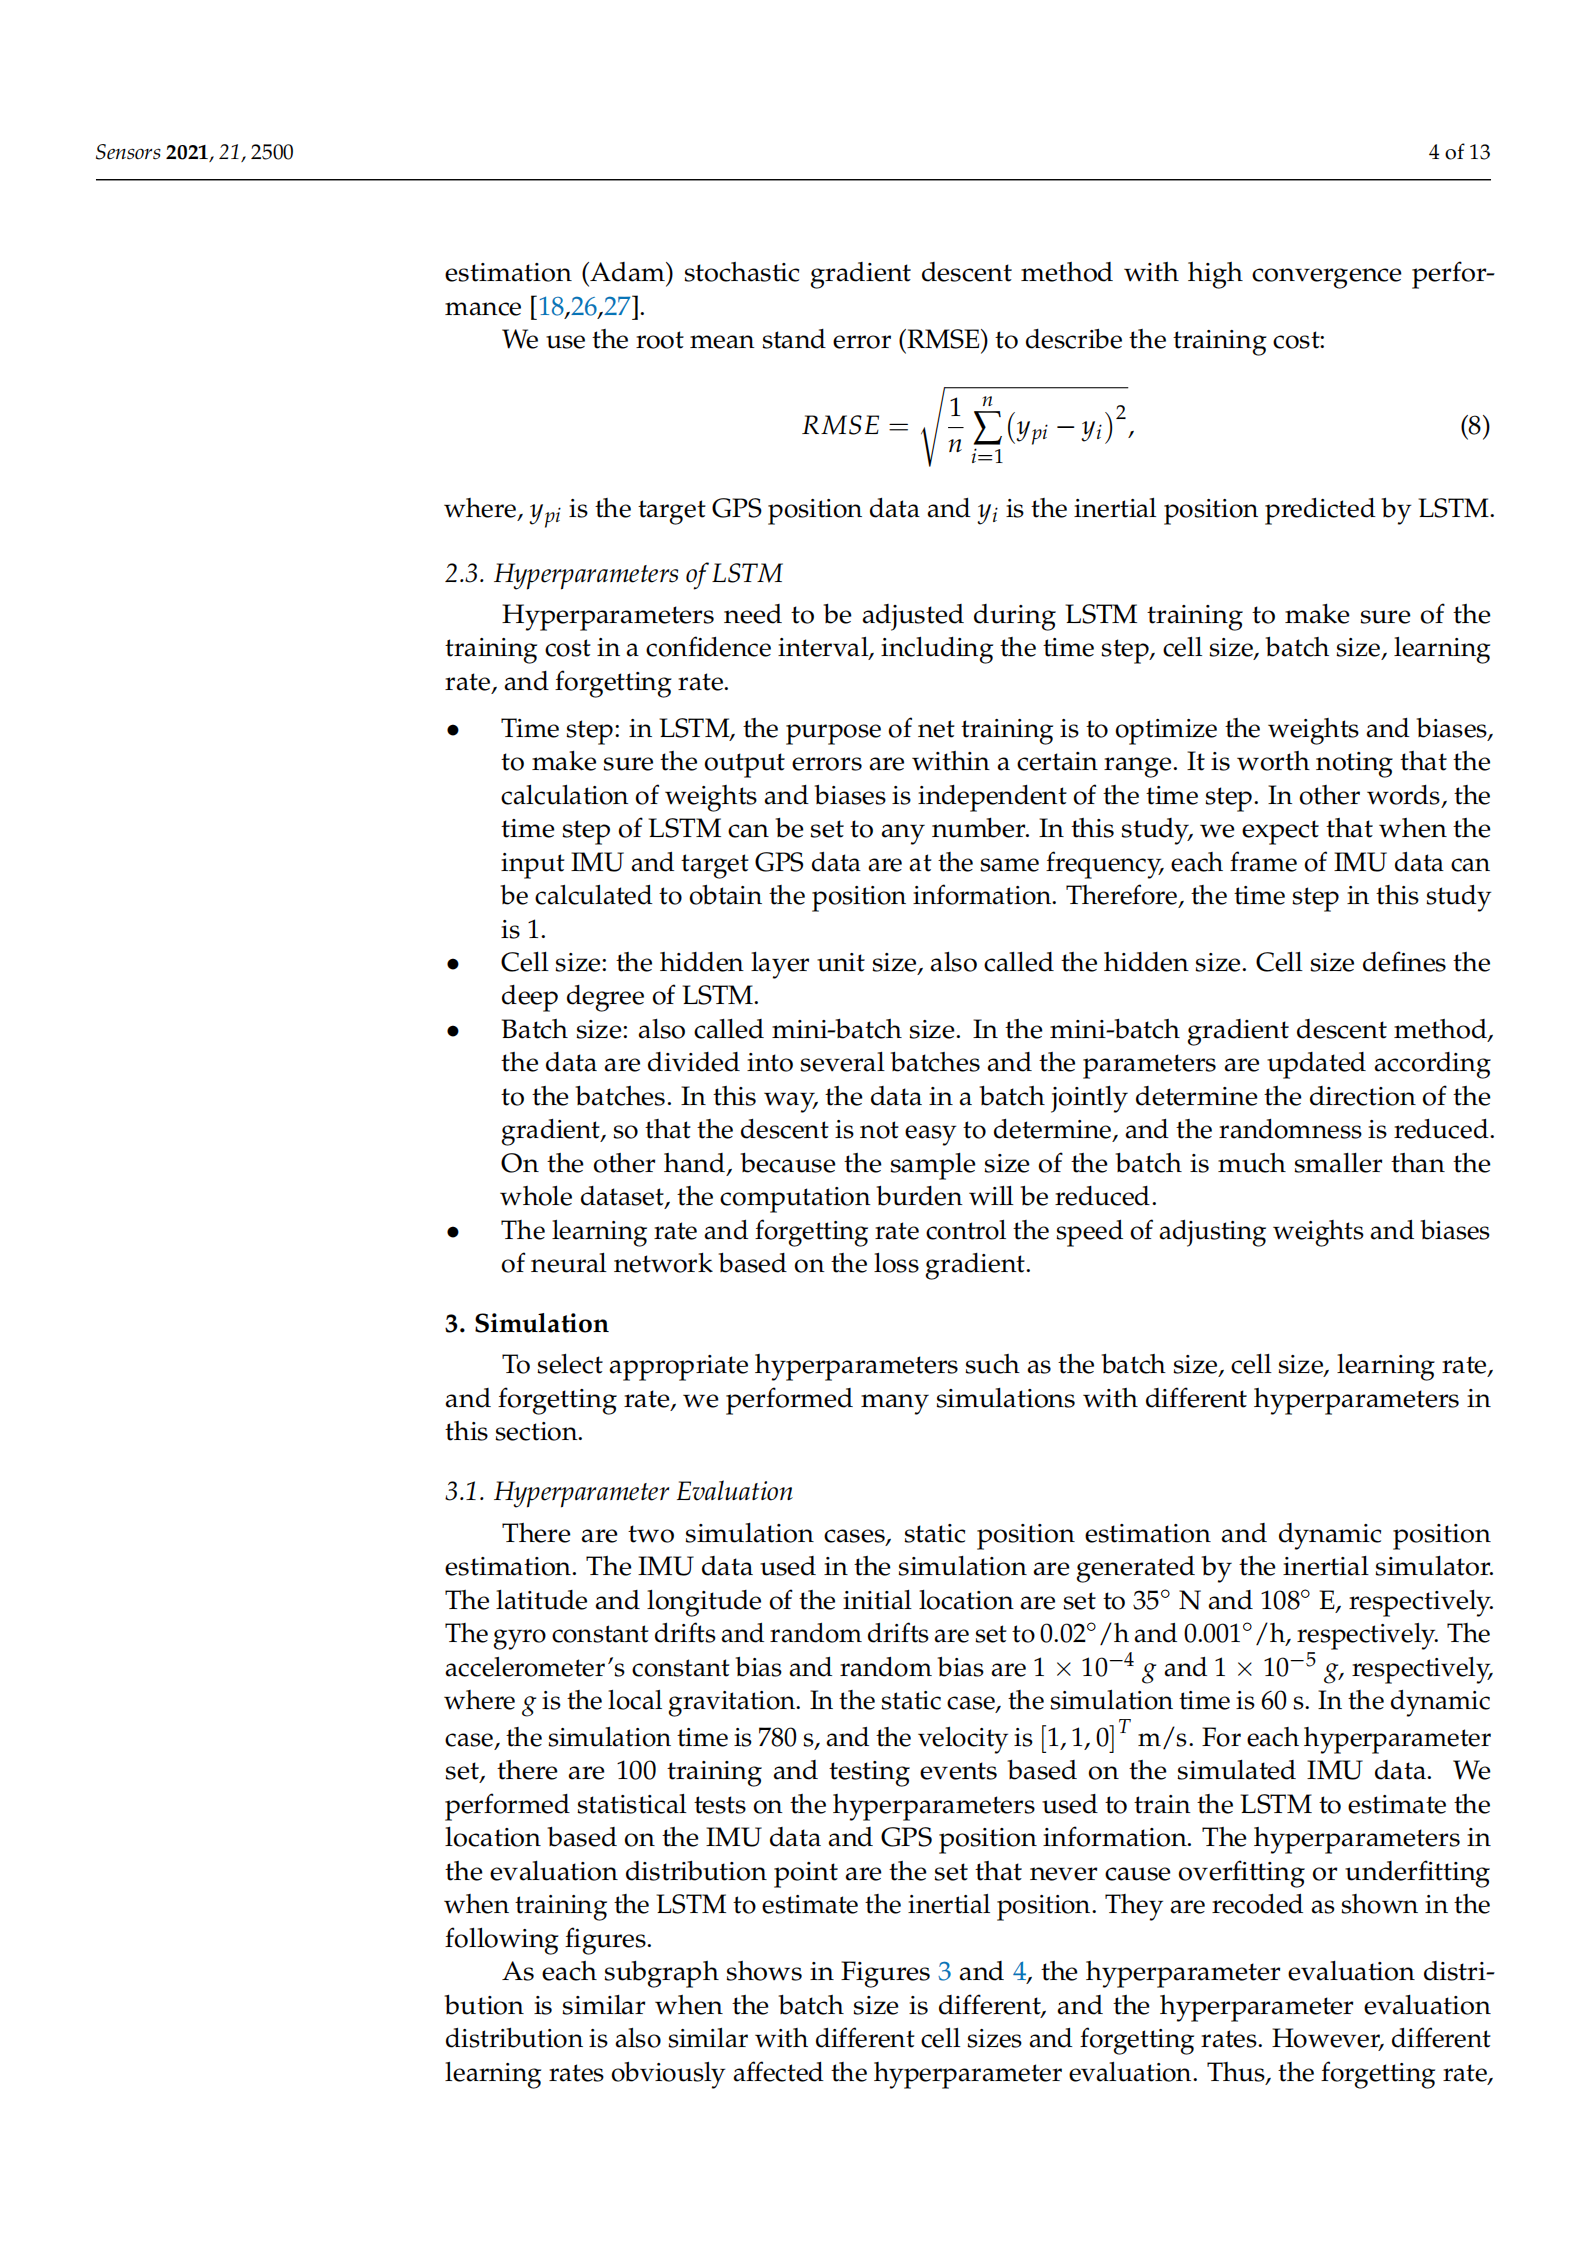 Sensors 2021, 21, 2500
4 of 13
estimation (Adam) stochastic gradient descent method with high convergence perfor-
mance [18,26,27].
We use the root mean stand error (RMSE) to describe the training cost:
RMSE = √(1/n ∑_{i=1}^{n} (y_{pi} − y_i)²), (8)
where, y_{pi} is the target GPS position data and y_i is the inertial position predicted by LSTM.
2.3. Hyperparameters of LSTM
Hyperparameters need to be adjusted during LSTM training to make sure of the
training cost in a confidence interval, including the time step, cell size, batch size, learning
rate, and forgetting rate.
• Time step: in LSTM, the purpose of net training is to optimize the weights and biases,
to make sure the output errors are within a certain range. It is worth noting that the
calculation of weights and biases is independent of the time step. In other words, the
time step of LSTM can be set to any number. In this study, we expect that when the
input IMU and target GPS data are at the same frequency, each frame of IMU data can
be calculated to obtain the position information. Therefore, the time step in this study
is 1.
• Cell size: the hidden layer unit size, also called the hidden size. Cell size defines the
deep degree of LSTM.
• Batch size: also called mini-batch size. In the mini-batch gradient descent method,
the data are divided into several batches and the parameters are updated according
to the batches. In this way, the data in a batch jointly determine the direction of the
gradient, so that the descent is not easy to determine, and the randomness is reduced.
On the other hand, because the sample size of the batch is much smaller than the
whole dataset, the computation burden will be reduced.
• The learning rate and forgetting rate control the speed of adjusting weights and biases
of neural network based on the loss gradient.
3. Simulation
To select appropriate hyperparameters such as the batch size, cell size, learning rate,
and forgetting rate, we performed many simulations with different hyperparameters in
this section.
3.1. Hyperparameter Evaluation
There are two simulation cases, static position estimation and dynamic position
estimation. The IMU data used in the simulation are generated by the inertial simulator.
The latitude and longitude of the initial location are set to 35° N and 108° E, respectively.
The gyro constant drifts and random drifts are set to 0.02°/h and 0.001°/h, respectively. The
accelerometer's constant bias and random bias are 1 × 10⁻⁴ g and 1 × 10⁻⁵ g, respectively,
where g is the local gravitation. In the static case, the simulation time is 60 s. In the dynamic
case, the simulation time is 780 s, and the velocity is [1, 1, 0]ᵀ m/s. For each hyperparameter
set, there are 100 training and testing events based on the simulated IMU data. We
performed statistical tests on the hyperparameters used to train the LSTM to estimate the
location based on the IMU data and GPS position information. The hyperparameters in
the evaluation distribution point are the set that never cause overfitting or underfitting
when training the LSTM to estimate the inertial position. They are recoded as shown in the
following figures.
As each subgraph shows in Figures 3 and 4, the hyperparameter evaluation distri-
bution is similar when the batch size is different, and the hyperparameter evaluation
distribution is also similar with different cell sizes and forgetting rates. However, different
learning rates obviously affected the hyperparameter evaluation. Thus, the forgetting rate,